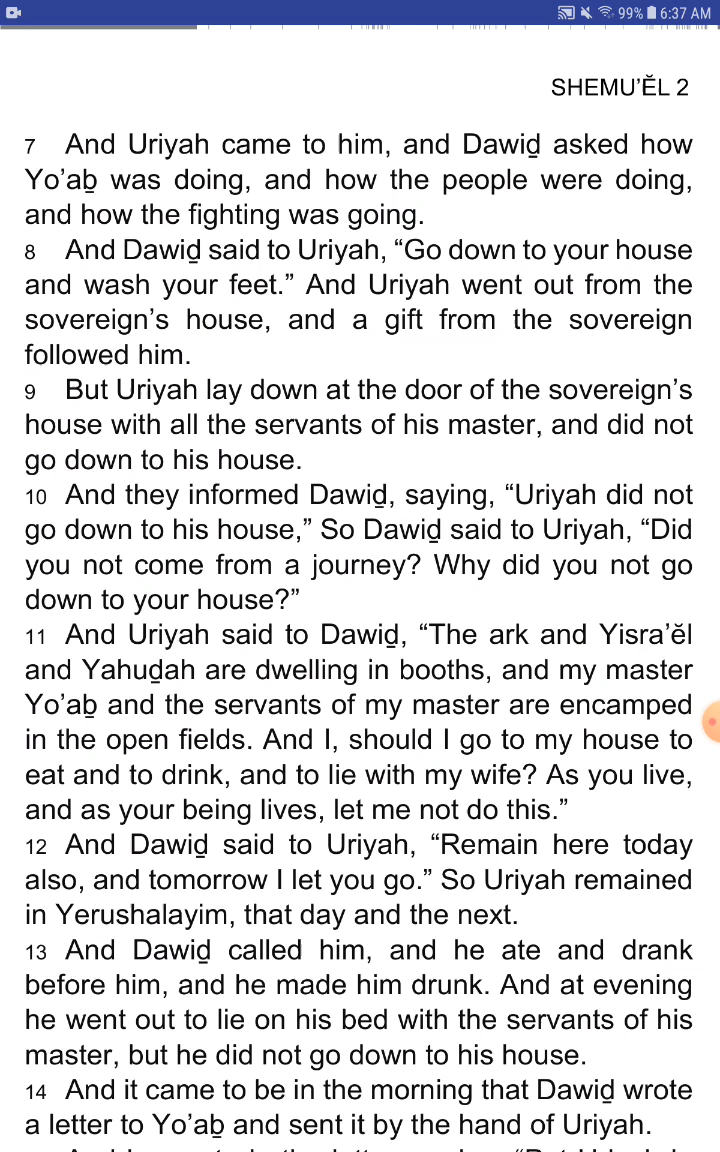 99% 6:37 AM
SHEMU’ĔL 2
7 And Uriyah came to him, and Dawiḏ asked how
Yo’aḇ was doing, and how the people were doing,
and how the fighting was going.
8 And Dawiḏ said to Uriyah, “Go down to your house
and wash your feet.” And Uriyah went out from the
sovereign’s house, and a gift from the sovereign
followed him.
9 But Uriyah lay down at the door of the sovereign’s
house with all the servants of his master, and did not
go down to his house.
10 And they informed Dawiḏ, saying, “Uriyah did not
go down to his house,” So Dawiḏ said to Uriyah, “Did
you not come from a journey? Why did you not go
down to your house?”
11 And Uriyah said to Dawiḏ, “The ark and Yisra’ĕl
and Yahuḏah are dwelling in booths, and my master
Yo’aḇ and the servants of my master are encamped
in the open fields. And I, should I go to my house to
eat and to drink, and to lie with my wife? As you live,
and as your being lives, let me not do this.”
12 And Dawiḏ said to Uriyah, “Remain here today
also, and tomorrow I let you go.” So Uriyah remained
in Yerushalayim, that day and the next.
13 And Dawiḏ called him, and he ate and drank
before him, and he made him drunk. And at evening
he went out to lie on his bed with the servants of his
master, but he did not go down to his house.
14 And it came to be in the morning that Dawiḏ wrote
a letter to Yo’aḇ and sent it by the hand of Uriyah.